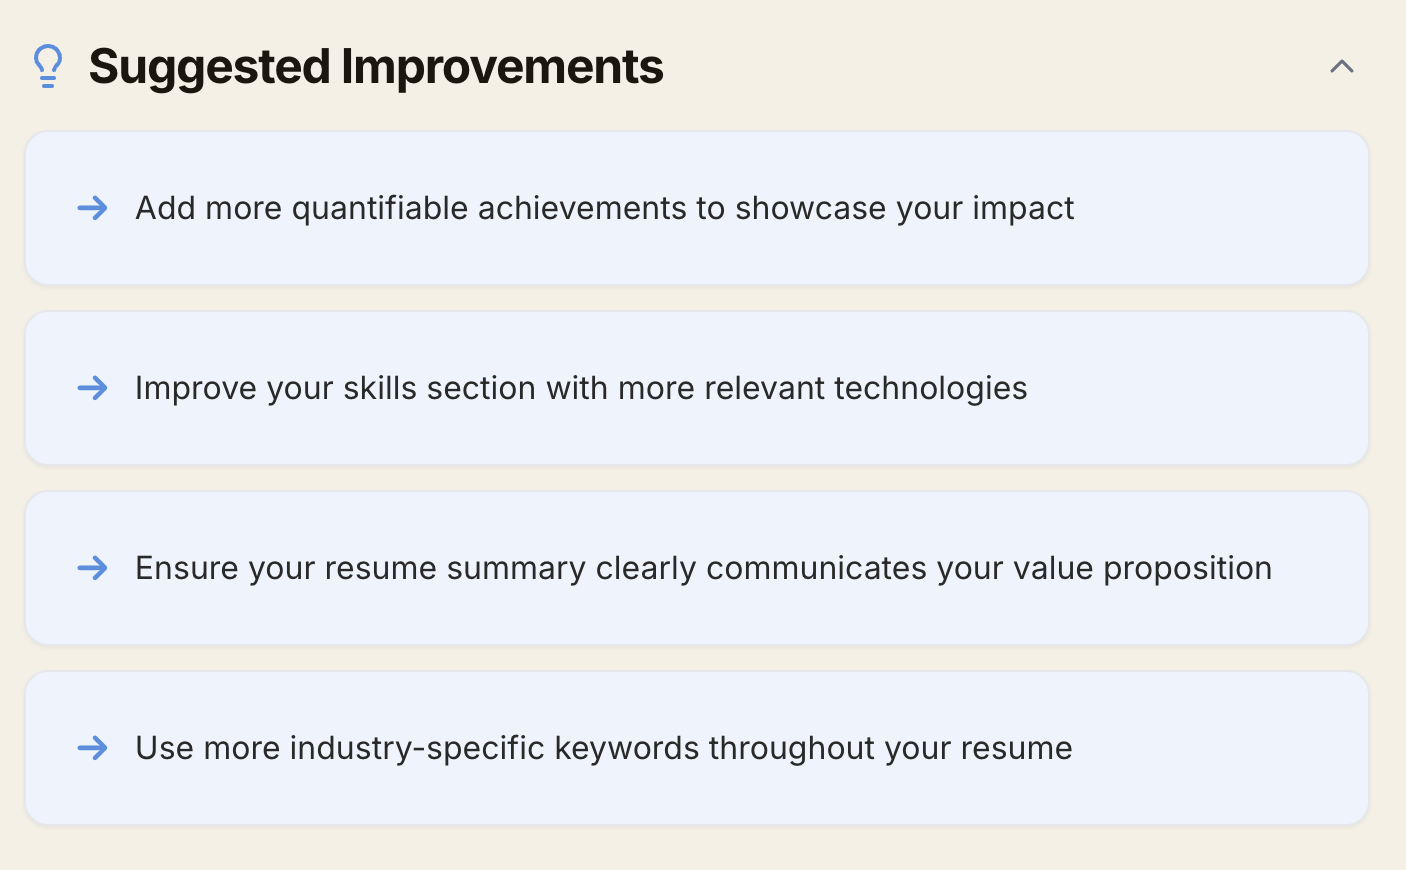 Suggested Improvements
Add more quantifiable achievements to showcase your impact
Improve your skills section with more relevant technologies
Ensure your resume summary clearly communicates your value proposition
Use more industry-specific keywords throughout your resume